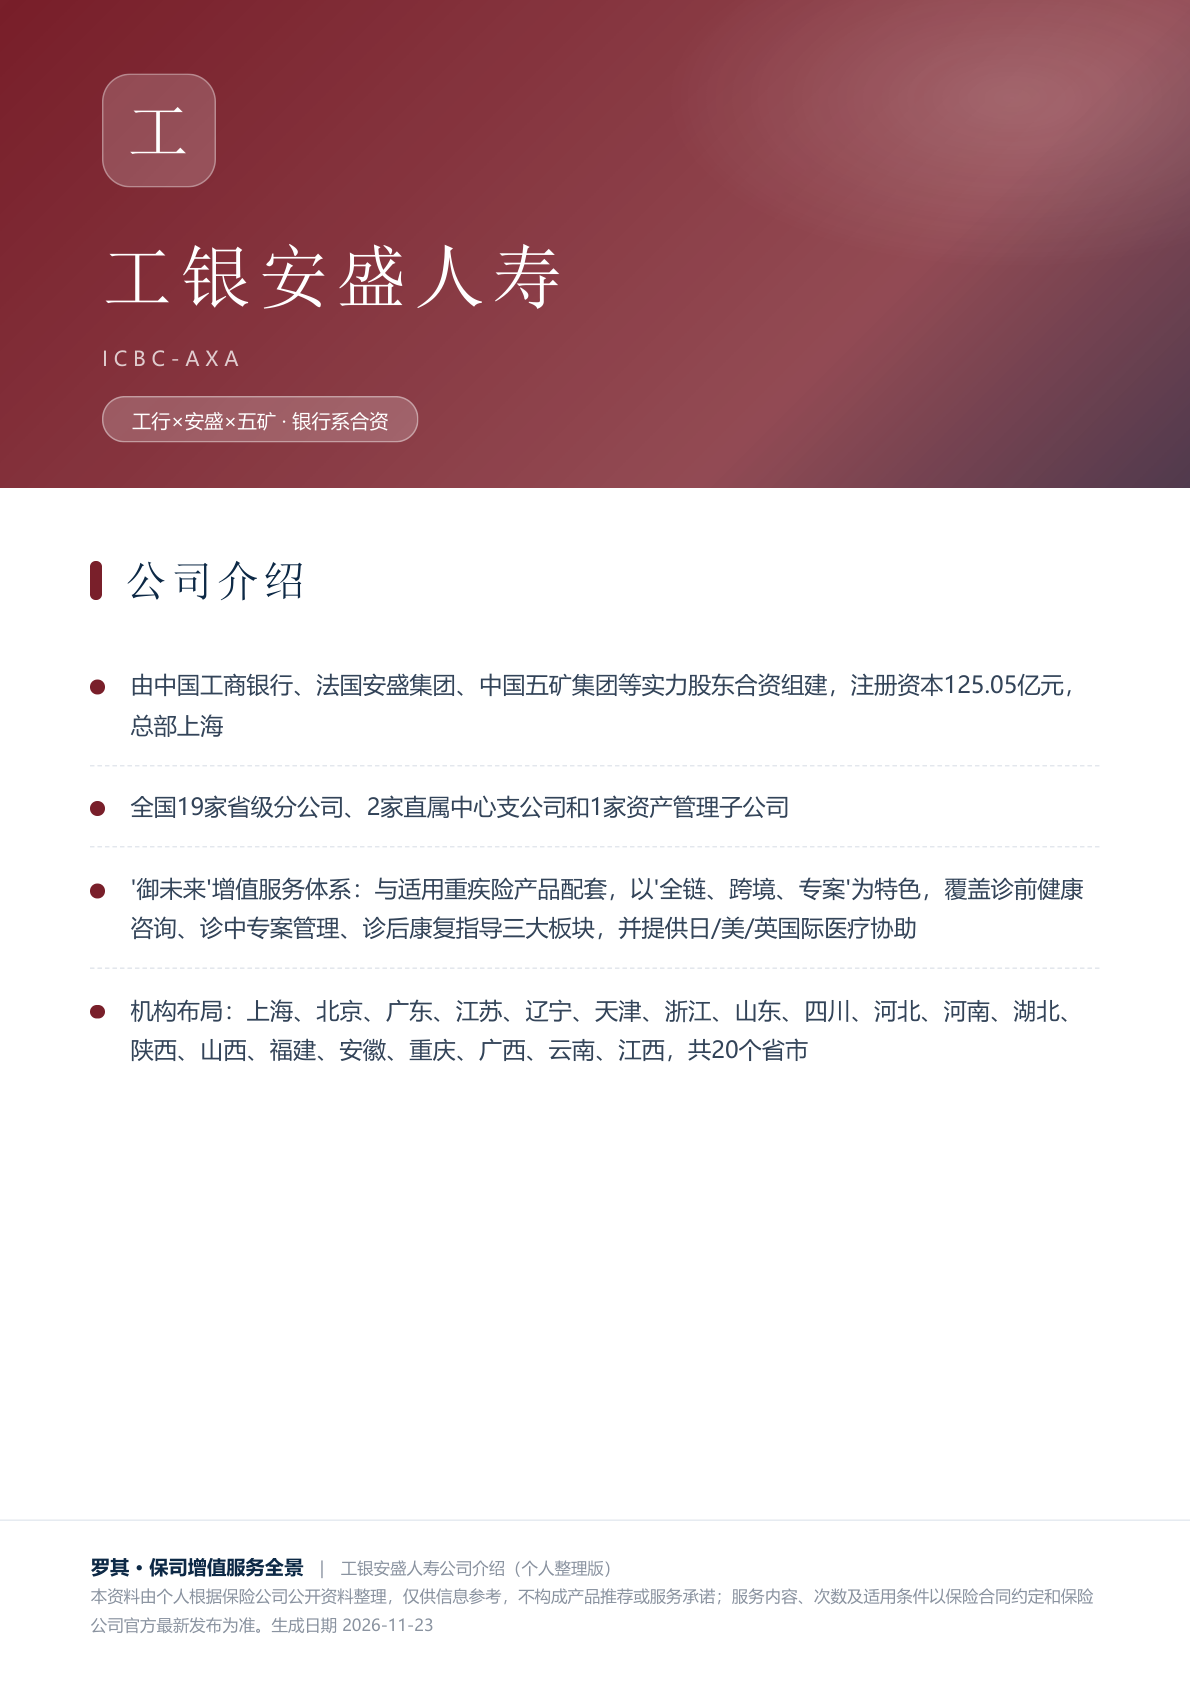 工
工银安盛人寿
ICBC-AXA
工行×安盛×五矿 · 银行系合资
公司介绍
由中国工商银行、法国安盛集团、中国五矿集团等实力股东合资组建，注册资本125.05亿元，
总部上海
全国19家省级分公司、2家直属中心支公司和1家资产管理子公司
'御未来'增值服务体系：与适用重疾险产品配套，以'全链、跨境、专案'为特色，覆盖诊前健康
咨询、诊中专案管理、诊后康复指导三大板块，并提供日/美/英国际医疗协助
机构布局：上海、北京、广东、江苏、辽宁、天津、浙江、山东、四川、河北、河南、湖北、
陕西、山西、福建、安徽、重庆、广西、云南、江西，共20个省市
罗其 · 保司增值服务全景 | 工银安盛人寿公司介绍（个人整理版）
本资料由个人根据保险公司公开资料整理，仅供信息参考，不构成产品推荐或服务承诺；服务内容、次数及适用条件以保险合同约定和保险
公司官方最新发布为准。生成日期 2026-11-23